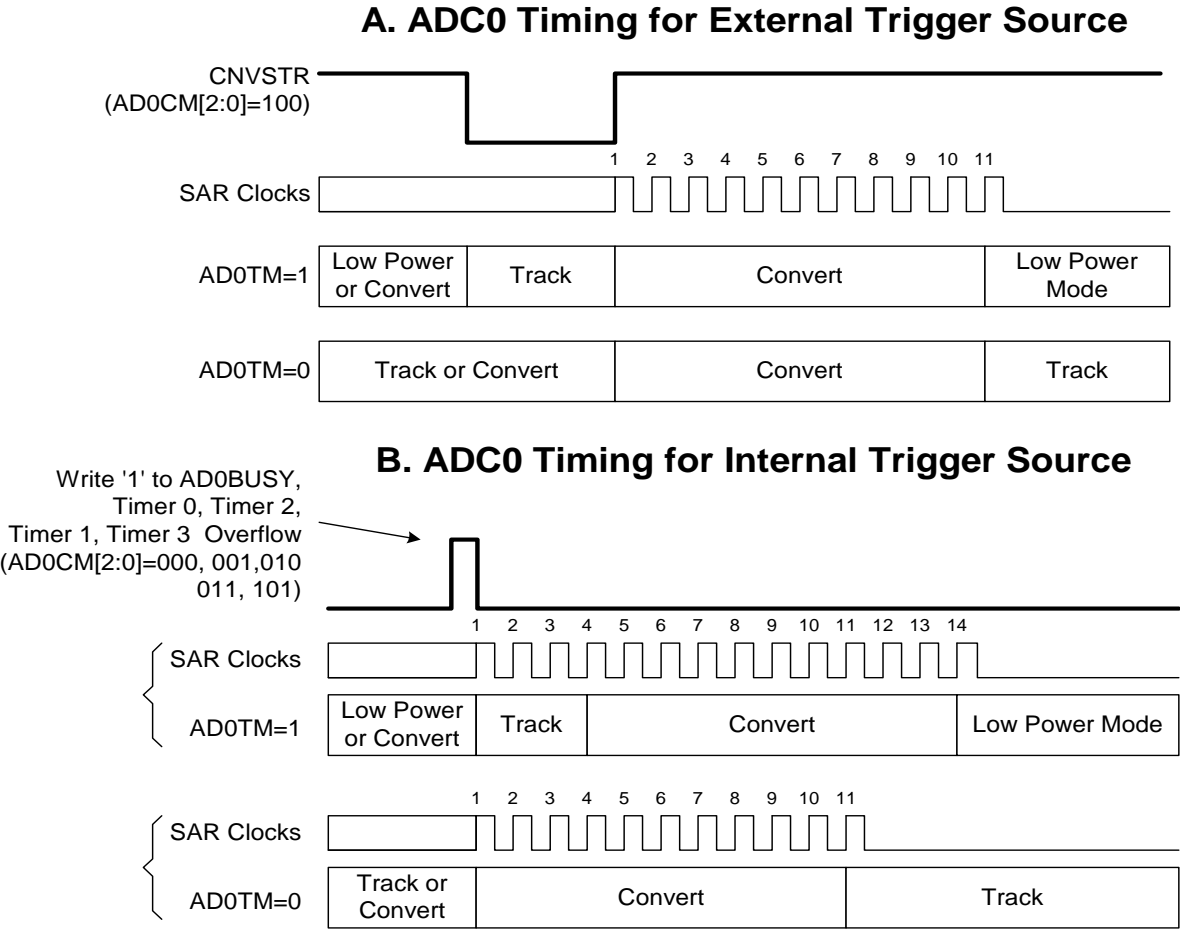 A. ADC0 Timing for External Trigger Source
CNVSTR
(AD0CM[2:0]=100)
1 2 3 4 5 6 7 8 9 10 11
SAR Clocks
AD0TM=1
Low Power
or Convert
Track
Convert
Low Power
Mode
AD0TM=0
Track or Convert
Convert
Track
B. ADC0 Timing for Internal Trigger Source
Write '1' to AD0BUSY,
Timer 0, Timer 2,
Timer 1, Timer 3 Overflow
(AD0CM[2:0]=000, 001,010
011, 101)
1 2 3 4 5 6 7 8 9 10 11 12 13 14
SAR Clocks
AD0TM=1
Low Power
or Convert
Track
Convert
Low Power Mode
1 2 3 4 5 6 7 8 9 10 11
SAR Clocks
AD0TM=0
Track or
Convert
Convert
Track